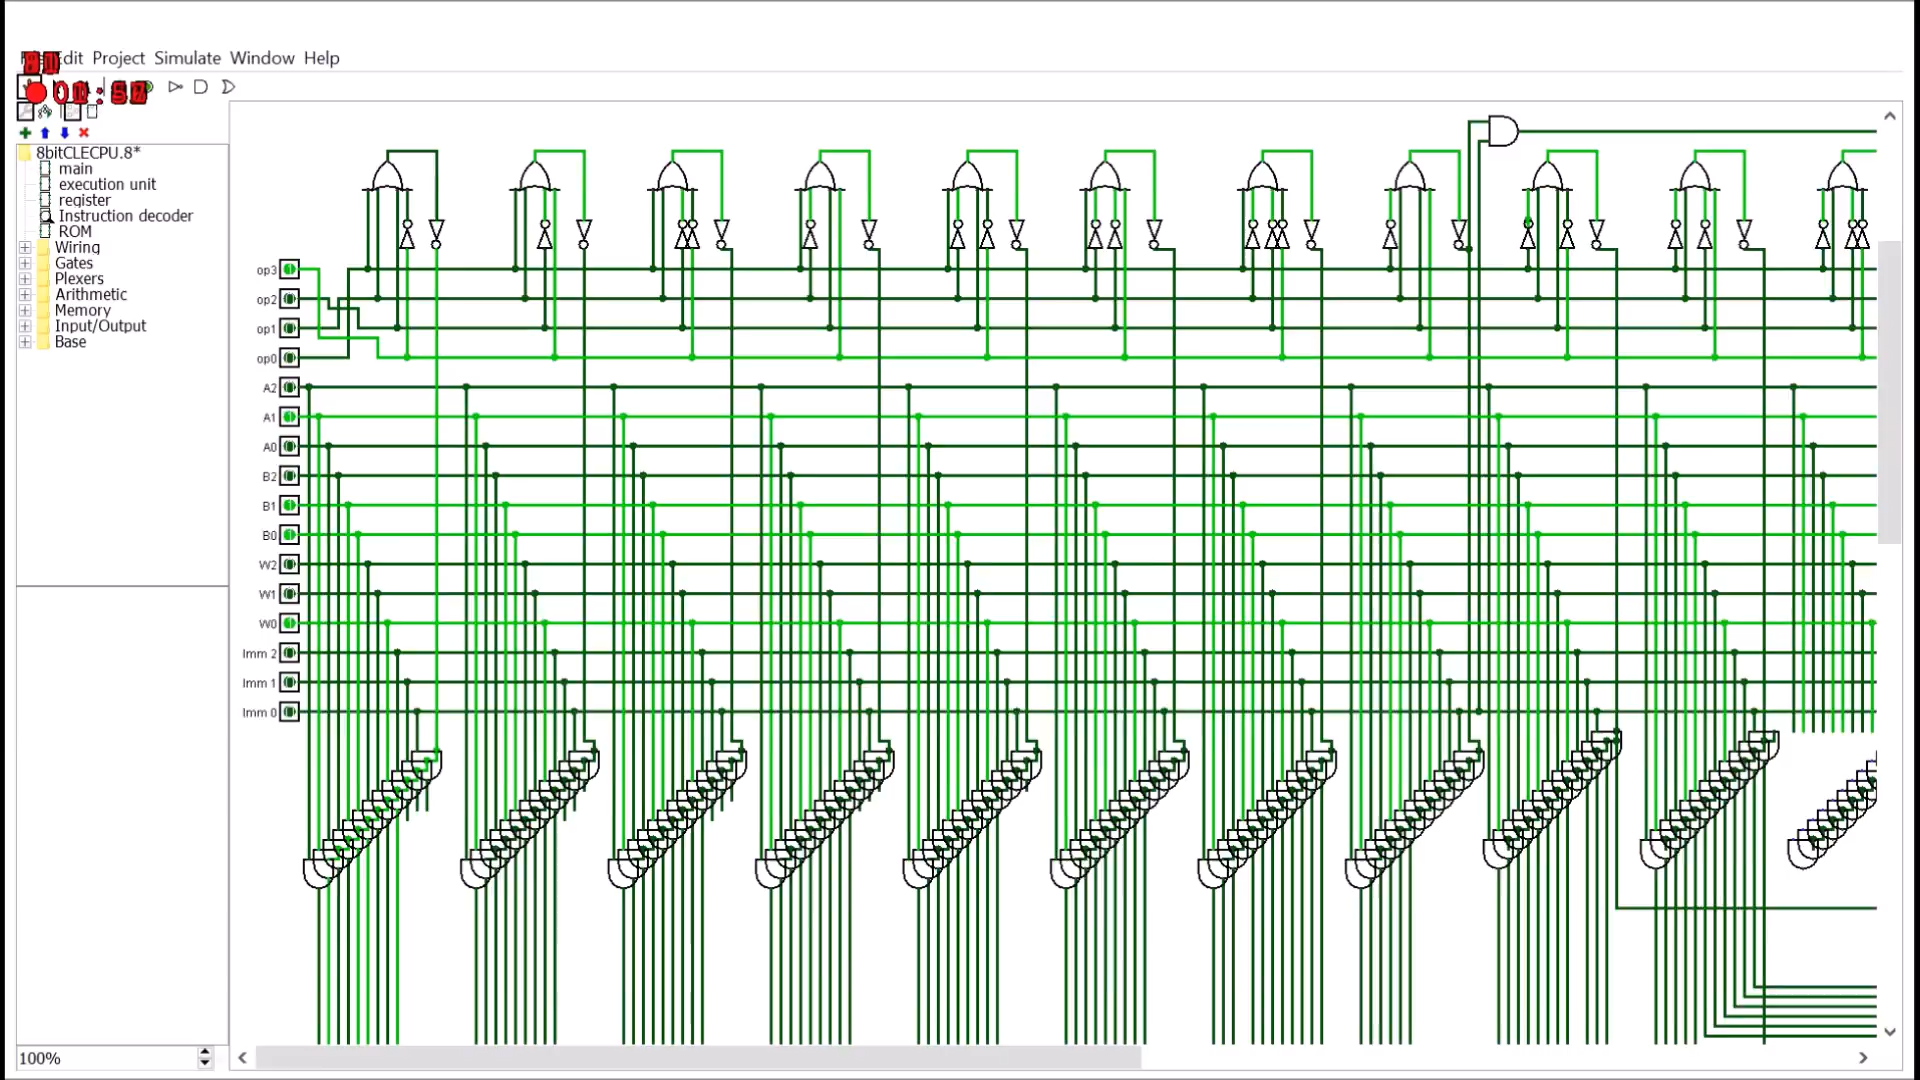 Edit Project Simulate Window Help
01:57
8bitCLECPU.8*
main
execution unit
register
Instruction decoder
ROM
Wiring
Gates
Plexers
Arithmetic
Memory
Input/Output
Base
op3
op2
op1
op0
A2
A1
A0
B2
B1
B0
W2
W1
W0
Imm 2
Imm 1
Imm 0
100%